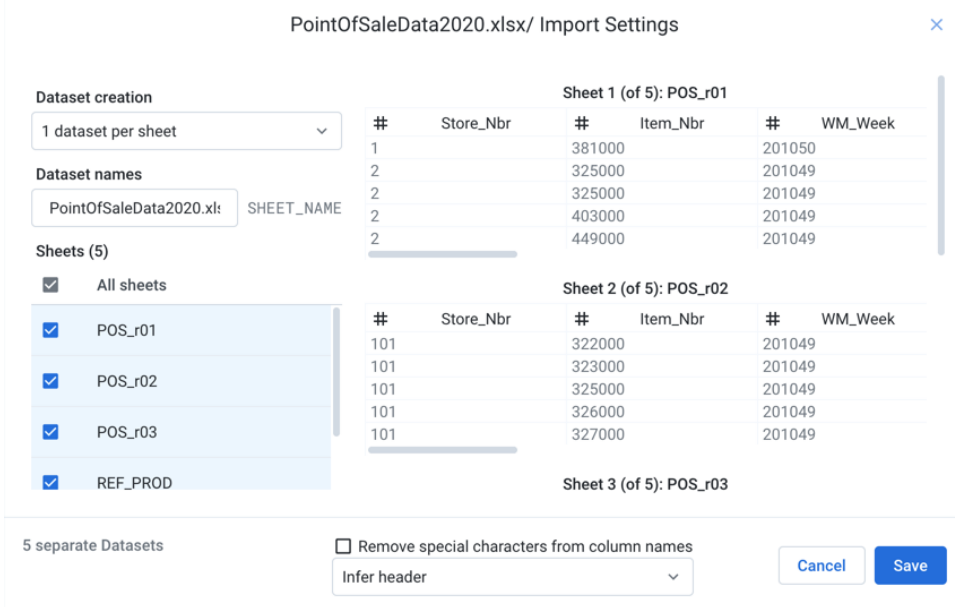 PointOfSaleData2020.xlsx/ Import Settings
Dataset creation
1 dataset per sheet
Dataset names
PointOfSaleData2020.xls SHEET_NAME
Sheets (5)
All sheets
POS_r01
POS_r02
POS_r03
REF_PROD
Sheet 1 (of 5): POS_r01
# Store_Nbr # Item_Nbr # WM_Week
1 381000 201050
2 325000 201049
2 325000 201049
2 403000 201049
2 449000 201049
Sheet 2 (of 5): POS_r02
# Store_Nbr # Item_Nbr # WM_Week
101 322000 201049
101 323000 201049
101 325000 201049
101 326000 201049
101 327000 201049
Sheet 3 (of 5): POS_r03
5 separate Datasets
Remove special characters from column names
Infer header
Cancel Save